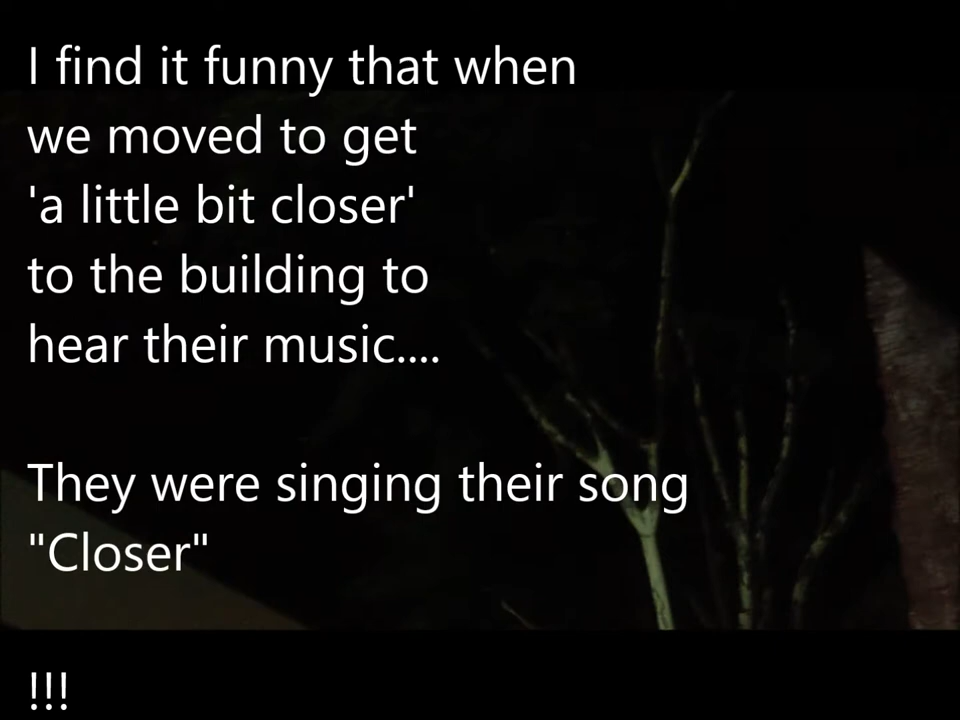 I find it funny that when
we moved to get
'a little bit closer'
to the building to
hear their music....
They were singing their song
"Closer"
!!!